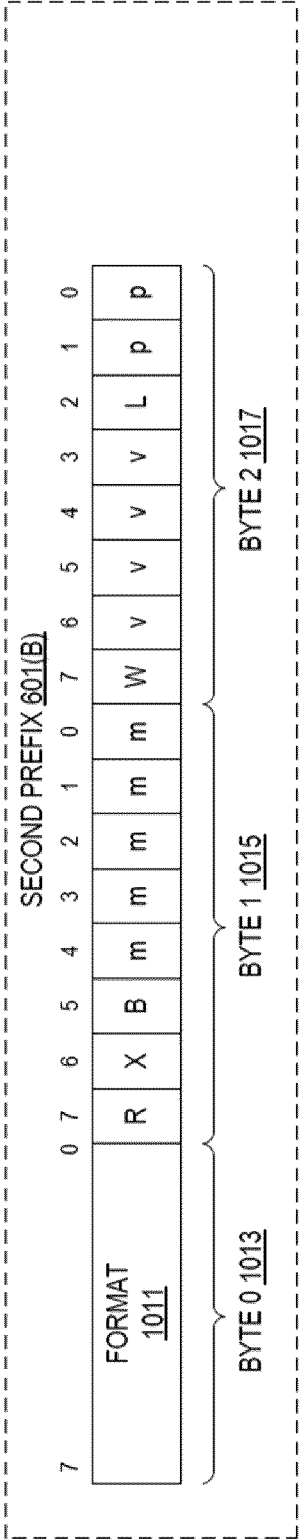 SECOND PREFIX 601(B)
7 0 7 6 5 4 3 2 1 0 7 6 5 4 3 2 1 0
FORMAT R X B m m m m m W v v v v L p p
1011
BYTE 0 1013 BYTE 1 1015 BYTE 2 1017